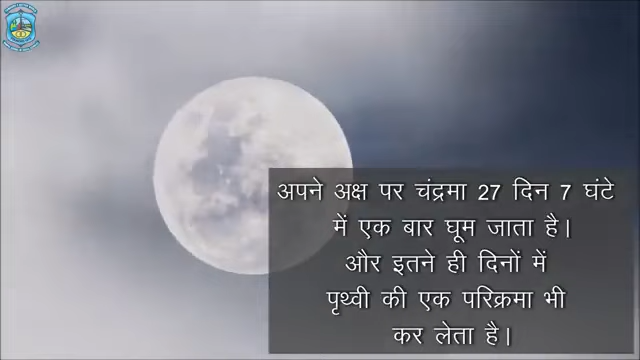 अपने अक्ष पर चंद्रमा 27 दिन 7 घंटे
में एक बार घूम जाता है।
और इतने ही दिनों में
पृथ्वी की एक परिक्रमा भी
कर लेता है।